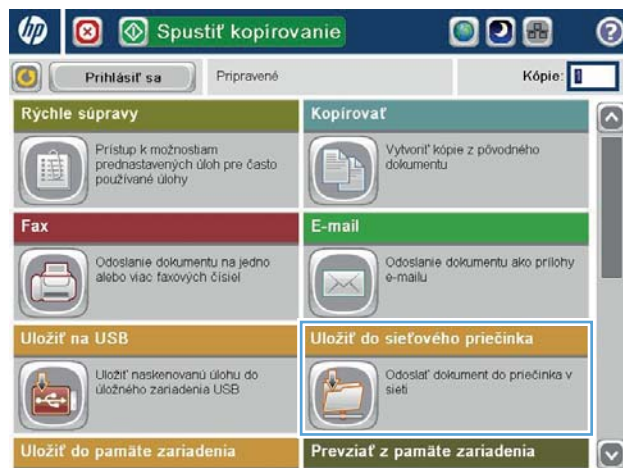 hp
Spustiť kopírovanie
?
Prihlásiť sa
Pripravené
Kópie: 1
Rýchle súpravy
Prístup k možnostiam
prednastavených úloh pre často
používané úlohy
Kopírovať
Vytvoriť kópie z pôvodného
dokumentu
Fax
Odoslanie dokumentu na jedno
alebo viac faxových čísiel
E-mail
Odoslanie dokumentu ako prílohy
e-mailu
Uložiť na USB
Uložiť naskenovanú úlohu do
úložného zariadenia USB
Uložiť do sieťového priečinka
Odoslať dokument do priečinka v
sieti
Uložiť do pamäte zariadenia
Prevziať z pamäte zariadenia